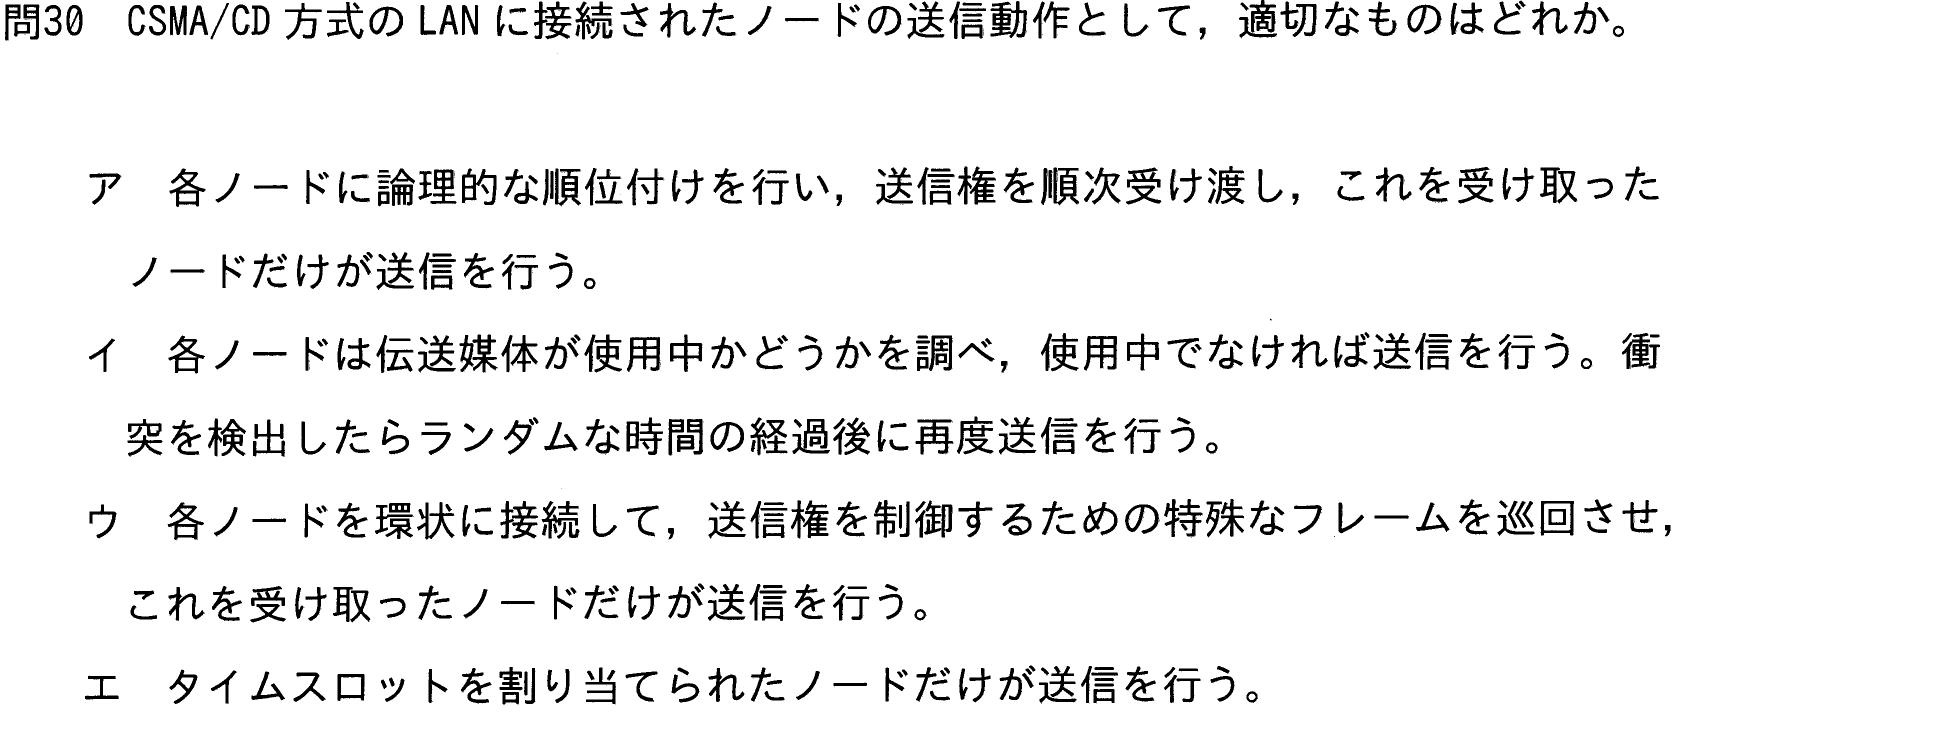 問30　CSMA/CD 方式の LAN に接続されたノードの送信動作として，適切なものはどれか。
ア　各ノードに論理的な順位付けを行い，送信権を順次受け渡し，これを受け取った
ノードだけが送信を行う。
イ　各ノードは伝送媒体が使用中かどうかを調べ，使用中でなければ送信を行う。衝
突を検出したらランダムな時間の経過後に再度送信を行う。
ウ　各ノードを環状に接続して，送信権を制御するための特殊なフレームを巡回させ，
これを受け取ったノードだけが送信を行う。
エ　タイムスロットを割り当てられたノードだけが送信を行う。